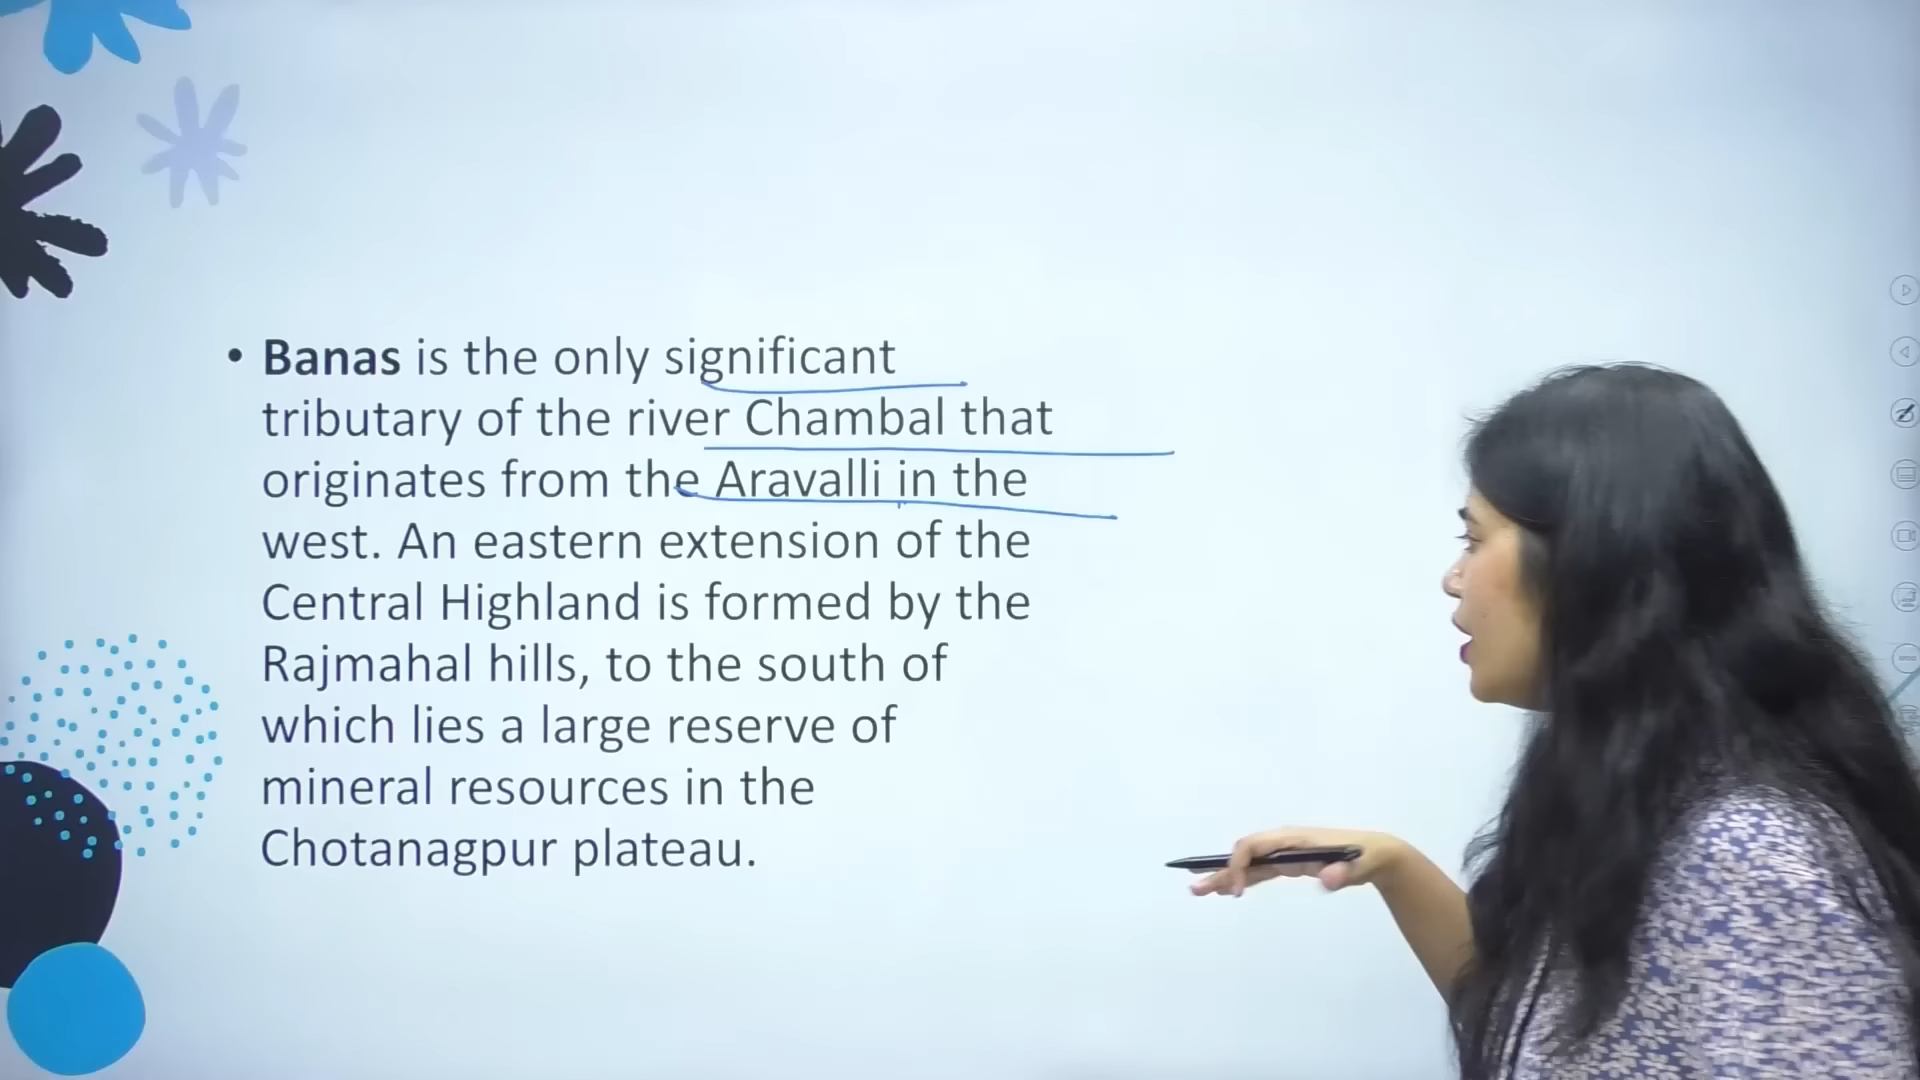 • Banas is the only significant
tributary of the river Chambal that
originates from the Aravalli in the
west. An eastern extension of the
Central Highland is formed by the
Rajmahal hills, to the south of
which lies a large reserve of
mineral resources in the
Chotanagpur plateau.